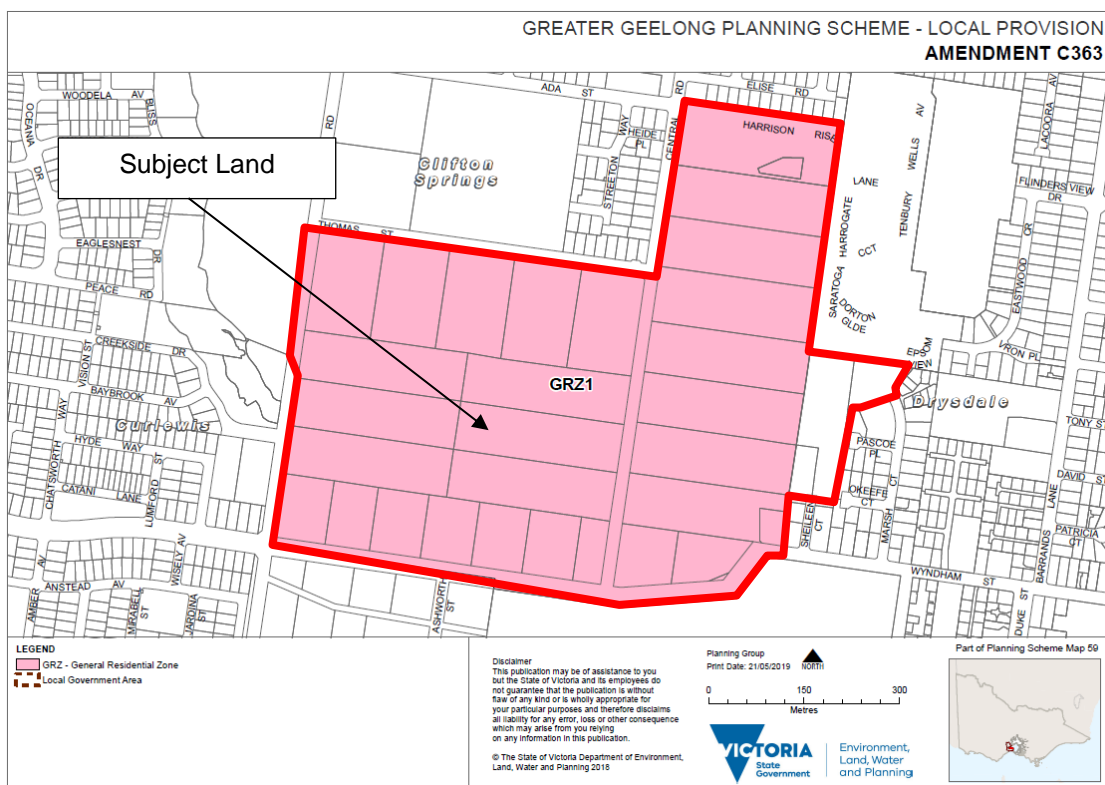 GREATER GEELONG PLANNING SCHEME - LOCAL PROVISION
AMENDMENT C363
WOODELA AV
BLISS
OCEANIA
DR
RD
ADA ST
RD
ELISE RD
LACOORA AV
WELLS AV
WAY
HEIDE
PL
CENTRAL
HARRISON RISE
Subject Land
Clifton
Springs
STREETON
LANE
FLINDERS VIEW
DR
HARROGATE
TENBURY
THOMAS ST
CCT
EAGLESNEST
DR
SARATOGA
EASTWOOD CR
PEACE RD
DORTON
GLDE
CREEKSIDE DR
VISION ST
EPSOM
VIEW
VRON PL
GRZ1
BAYBROOK AV
Drysdale
WAY
Curlewis
TONY ST
HYDE WAY
PASCOE
PL
CHATSWORTH
CATANI LANE
LUMFORD ST
OKEEFE
CT
CT
DAVID ST
LANE
SHEILEEN
CT
MARSH
PATRICIA
CT
WISELY AV
BARRANDS
WYNDHAM ST
AV
ANSTEAD AV
AMBER
MIRABELL
ST
JARDINA
ST
ASHWORTH
ST
DUKE ST
LEGEND
GRZ - General Residential Zone
Local Government Area
Disclaimer
This publication may be of assistance to you
but the State of Victoria and its employees do
not guarantee that the publication is without
flaw of any kind or is wholly appropriate for
your particular purposes and therefore disclaims
all liability for any error, loss or other consequence
which may arise from you relying
on any information in this publication.
© The State of Victoria Department of Environment,
Land, Water and Planning 2018
Planning Group
Print Date: 21/05/2019
NORTH
0 150 300
Metres
VICTORIA
State
Government
Environment,
Land, Water
and Planning
Part of Planning Scheme Map 59